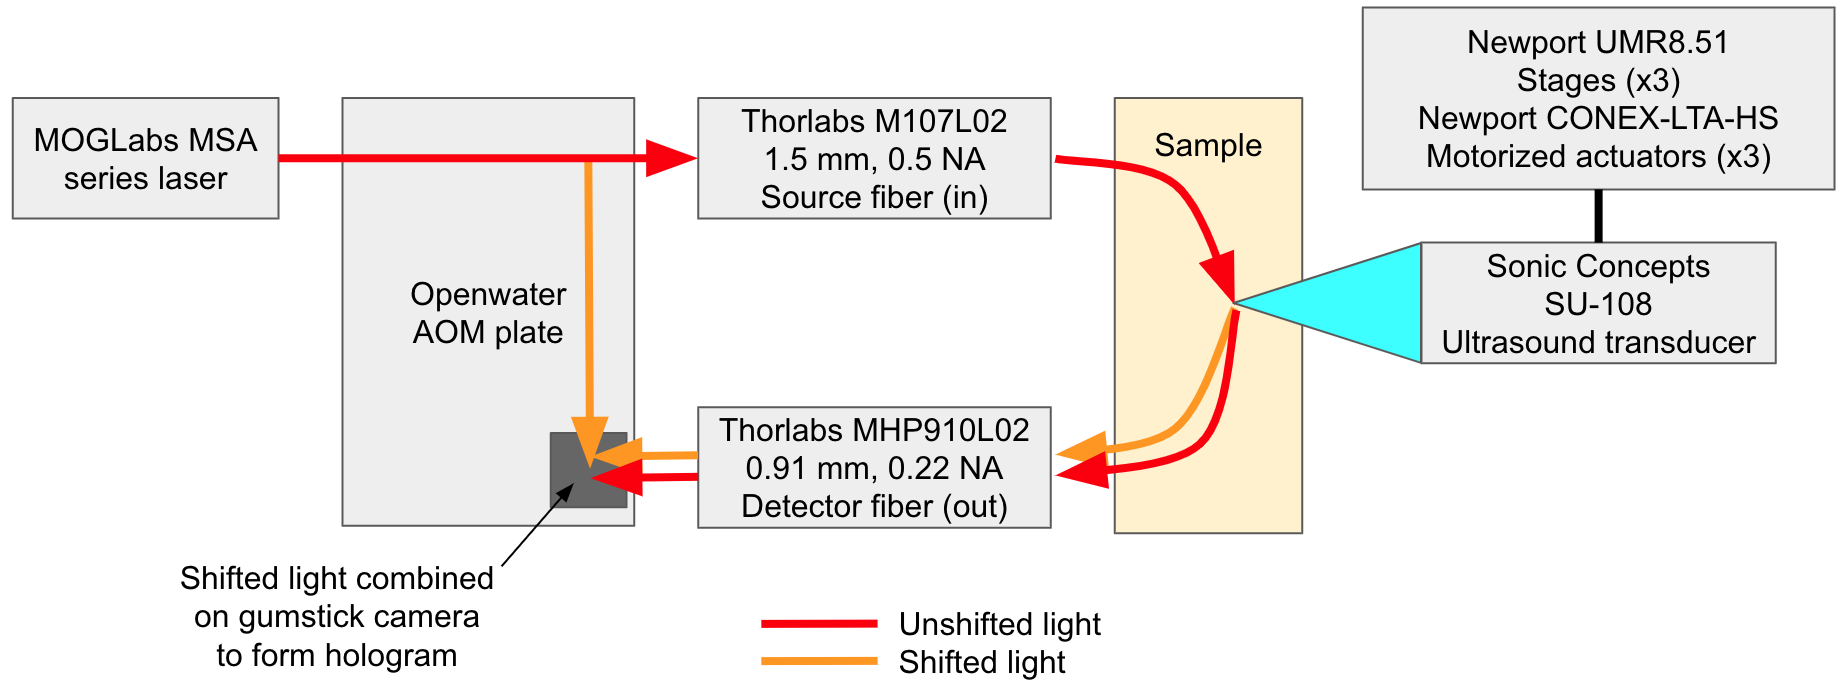 MOGLabs MSA
series laser
Openwater
AOM plate
Thorlabs M107L02
1.5 mm, 0.5 NA
Source fiber (in)
Sample
Newport UMR8.51
Stages (x3)
Newport CONEX-LTA-HS
Motorized actuators (x3)
Sonic Concepts
SU-108
Ultrasound transducer
Thorlabs MHP910L02
0.91 mm, 0.22 NA
Detector fiber (out)
Shifted light combined
on gumstick camera
to form hologram
Unshifted light
Shifted light